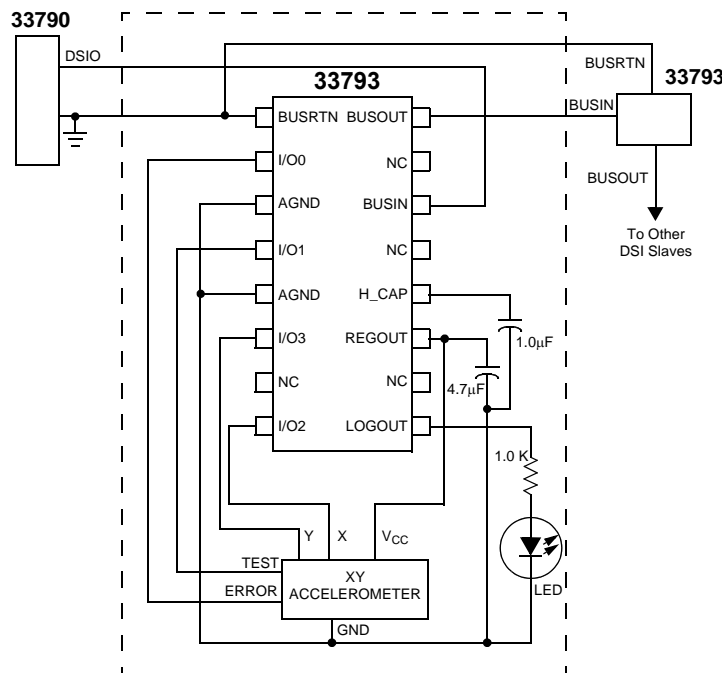 33790
DSIO
33793
BUSRTN
33793
BUSIN
BUSOUT
To Other
DSI Slaves
BUSRTN BUSOUT
I/O0 NC
AGND BUSIN
I/O1 NC
AGND H_CAP
I/O3 REGOUT
NC NC
I/O2 LOGOUT
1.0µF
4.7µF
1.0 K
LED
Y X VCC
TEST
ERROR
XY
ACCELEROMETER
GND